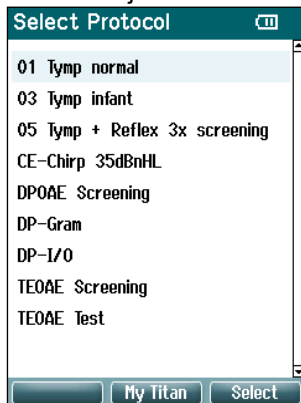 Select Protocol
01 Tymp normal
03 Tymp infant
05 Tymp + Reflex 3x screening
CE-Chirp 35dBnHL
DPOAE Screening
DP-Gram
DP-I/O
TEOAE Screening
TEOAE Test
My Titan Select